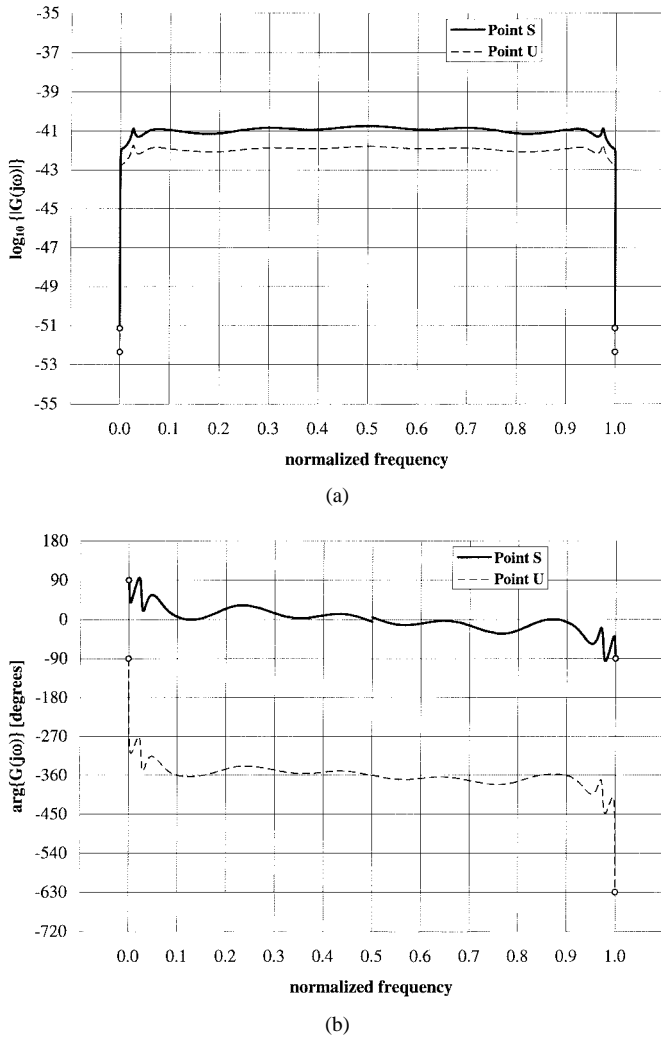 -35
-37
-39
-41
-43
-45
-47
-49
-51
-53
-55
Point S
Point U
log₁₀ {|G(jω)|}
0.0 0.1 0.2 0.3 0.4 0.5 0.6 0.7 0.8 0.9 1.0
normalized frequency
(a)
180
90
0
-90
-180
-270
-360
-450
-540
-630
-720
Point S
Point U
arg{G(jω)} [degrees]
0.0 0.1 0.2 0.3 0.4 0.5 0.6 0.7 0.8 0.9 1.0
normalized frequency
(b)